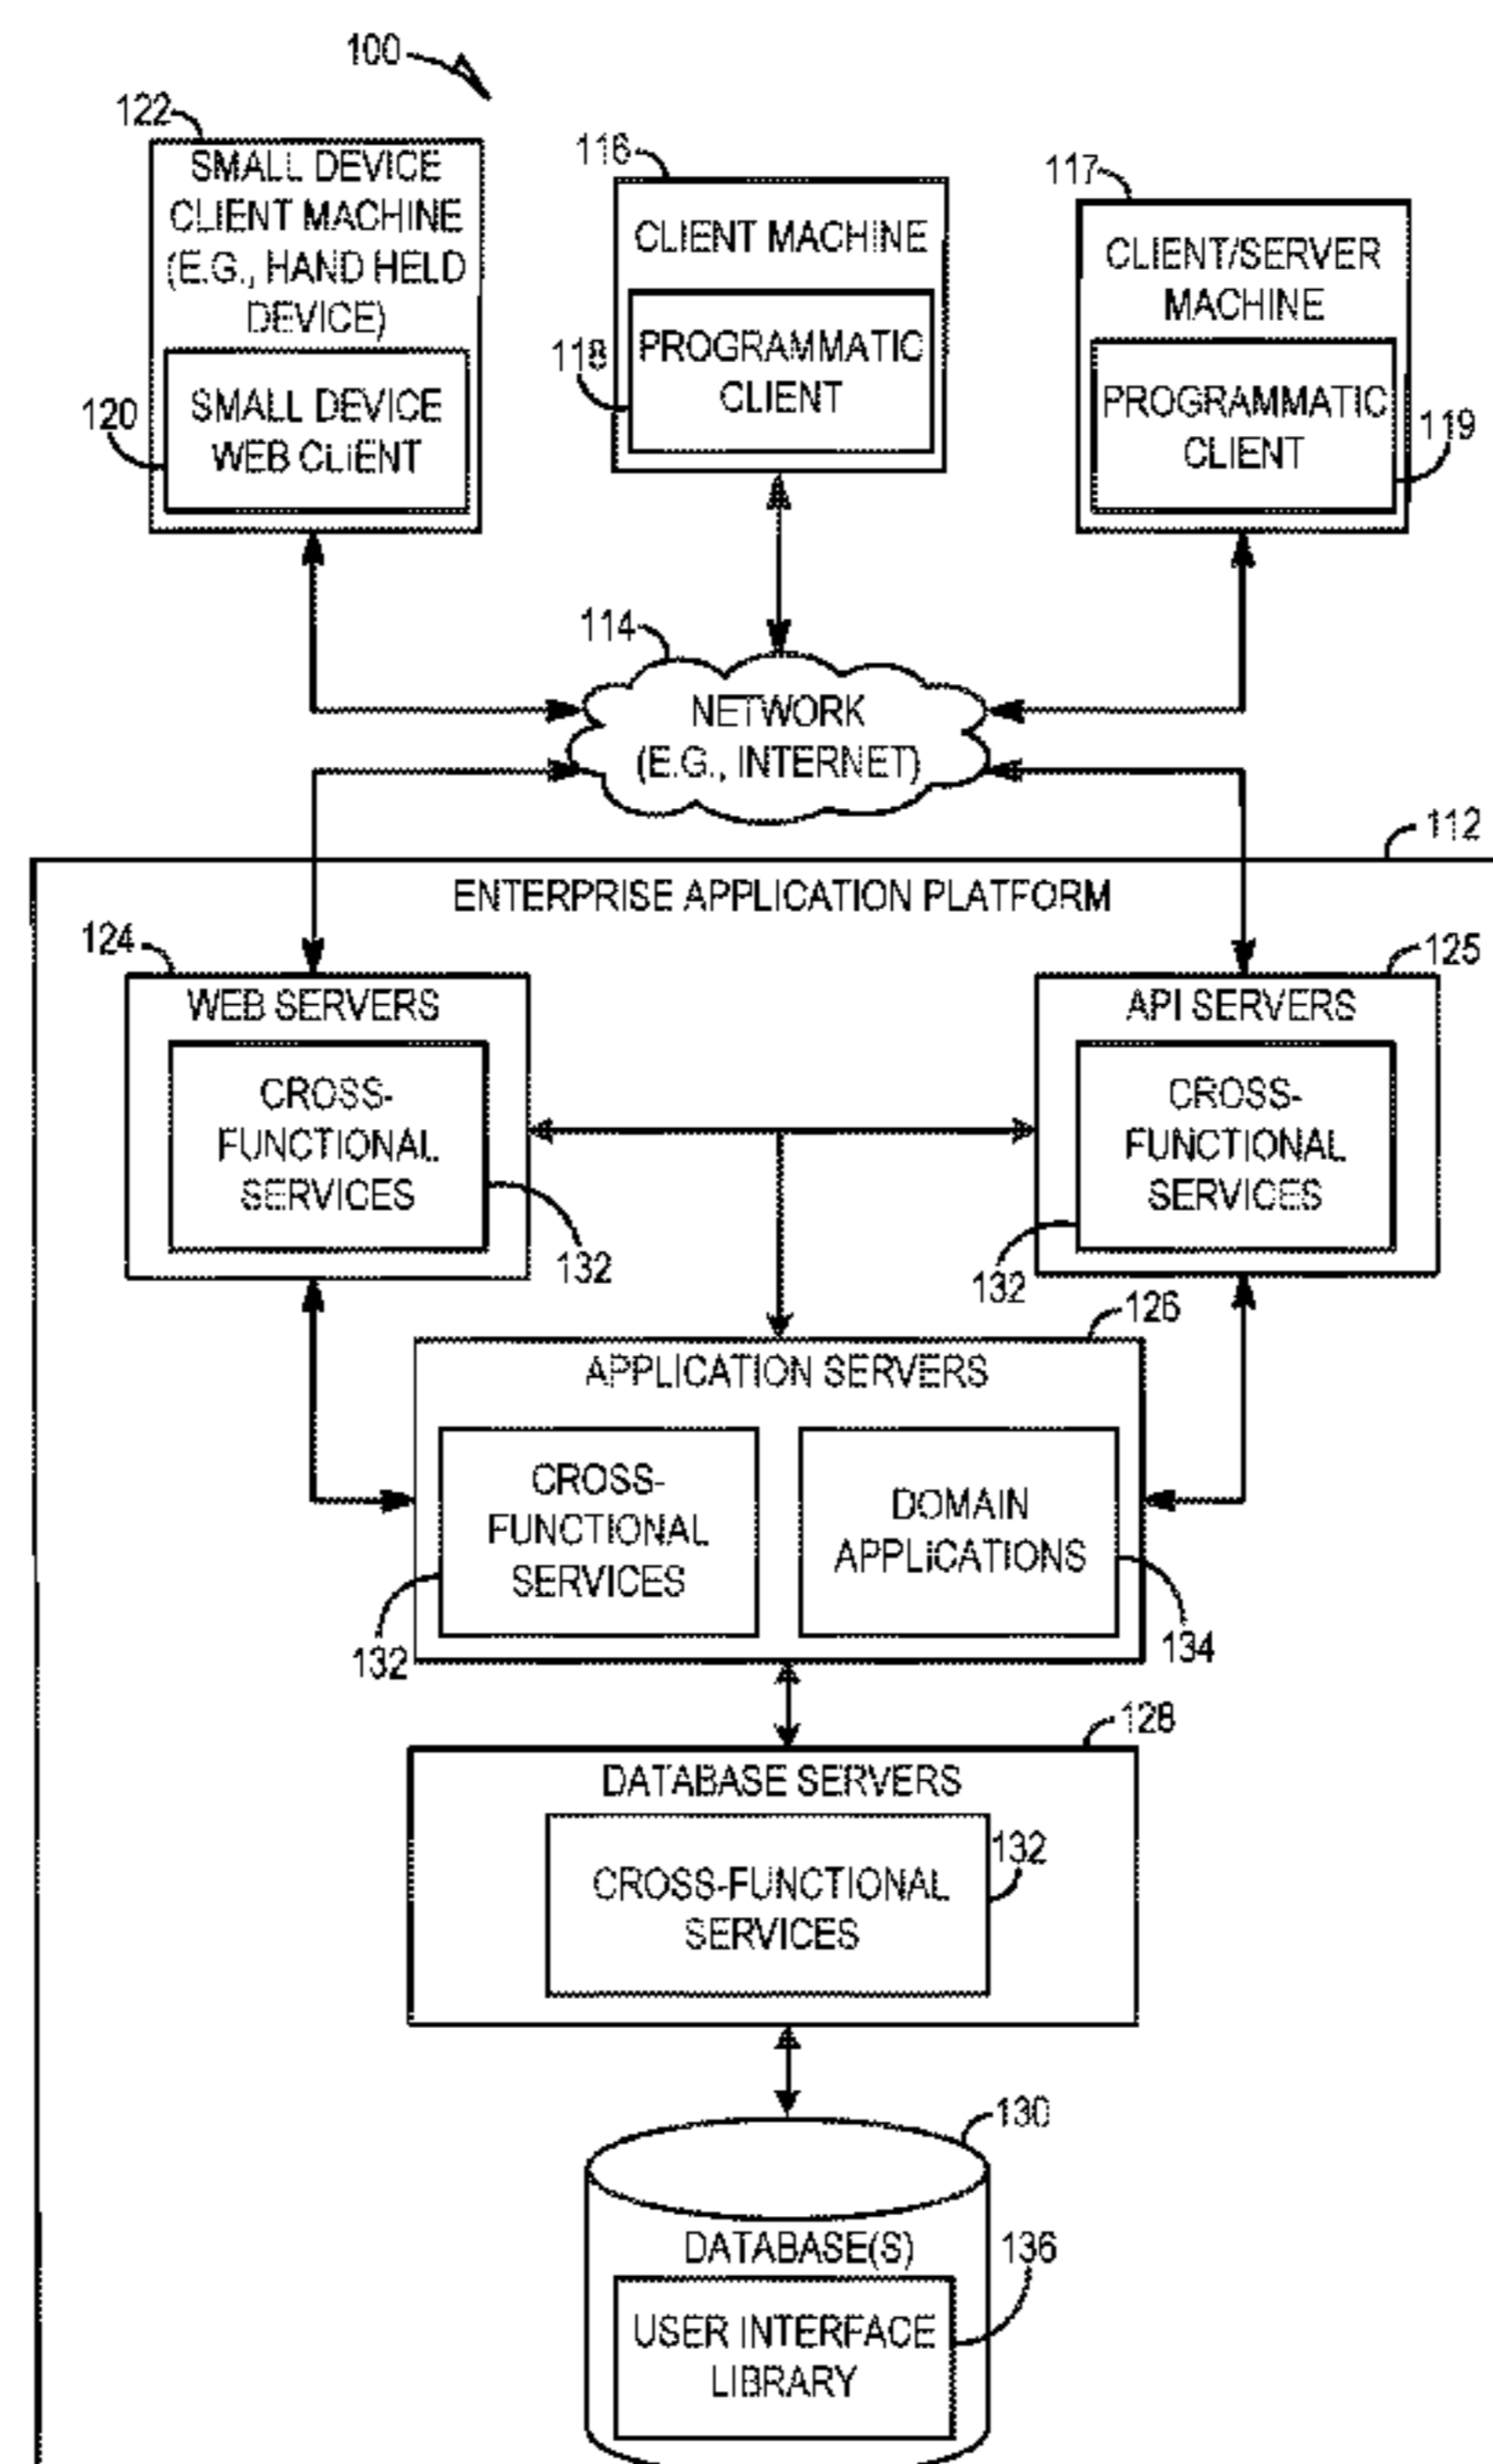 100
122
SMALL DEVICE
CLIENT MACHINE
(E.G., HAND HELD
DEVICE)
120
SMALL DEVICE
WEB CLIENT
116
CLIENT MACHINE
118
PROGRAMMATIC
CLIENT
117
CLIENT/SERVER
MACHINE
PROGRAMMATIC
CLIENT
119
114
NETWORK
(E.G., INTERNET)
112
ENTERPRISE APPLICATION PLATFORM
124
WEB SERVERS
CROSS-
FUNCTIONAL
SERVICES
132
125
API SERVERS
CROSS-
FUNCTIONAL
SERVICES
132
126
APPLICATION SERVERS
CROSS-
FUNCTIONAL
SERVICES
132
DOMAIN
APPLICATIONS
134
128
DATABASE SERVERS
132
CROSS-FUNCTIONAL
SERVICES
130
DATABASE(S)
136
USER INTERFACE
LIBRARY